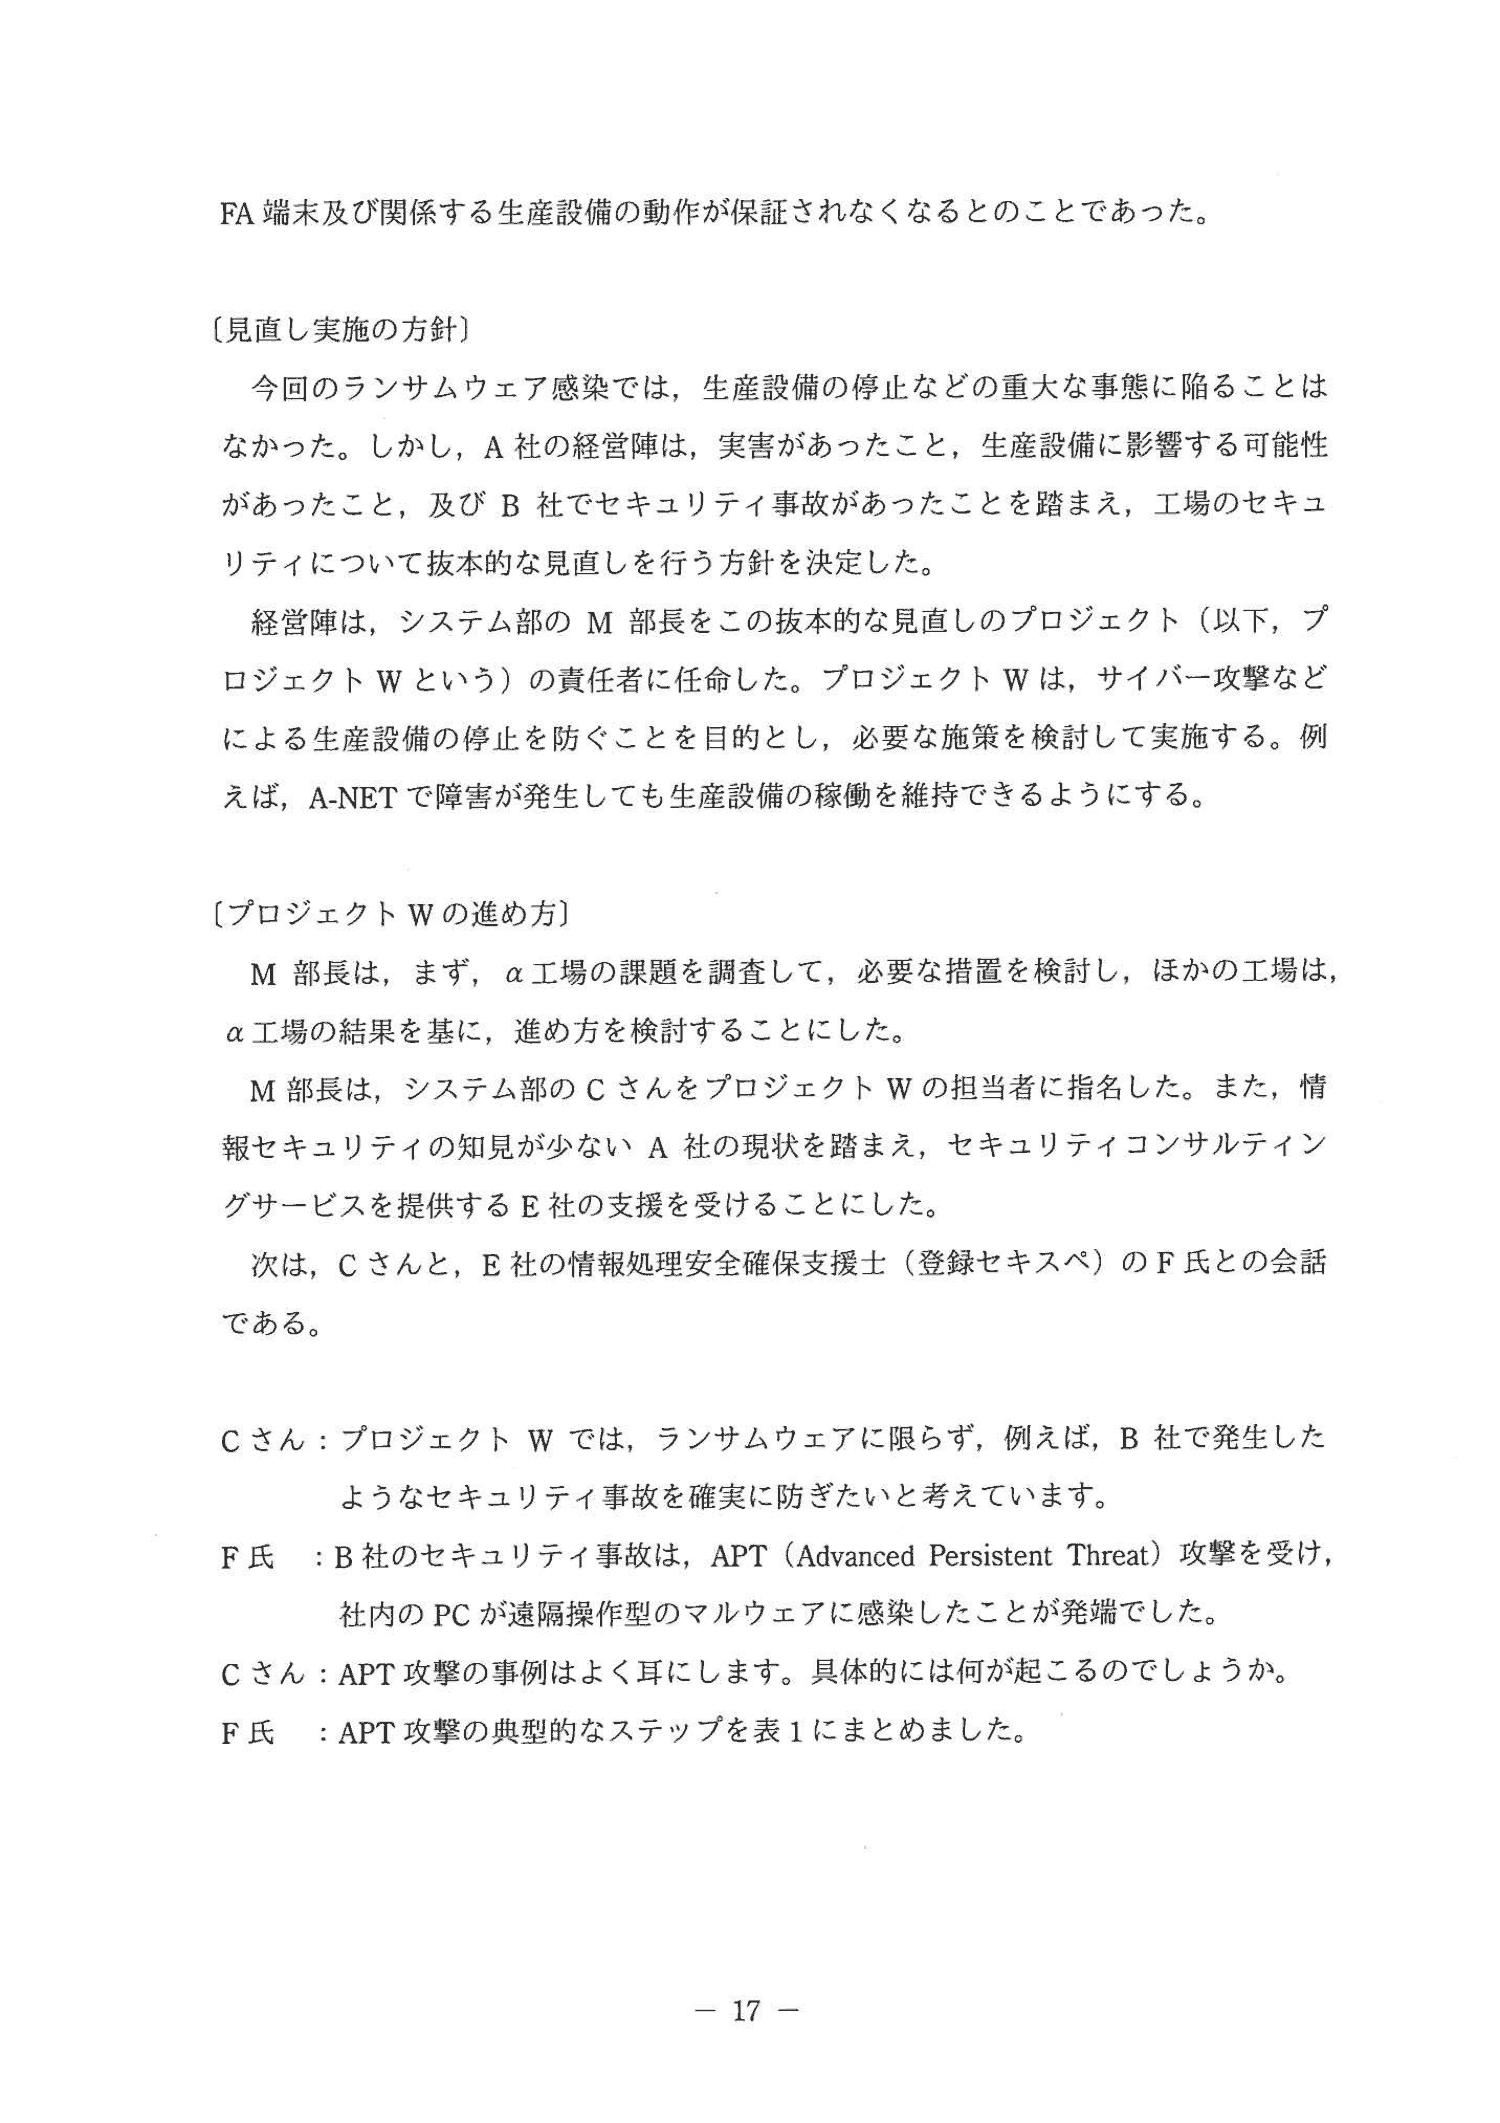 FA 端末及び関係する生産設備の動作が保証されなくなるとのことであった。
〔見直し実施の方針〕
今回のランサムウェア感染では，生産設備の停止などの重大な事態に陥ることは
なかった。しかし，A 社の経営陣は，実害があったこと，生産設備に影響する可能性
があったこと，及び B 社でセキュリティ事故があったことを踏まえ，工場のセキュ
リティについて抜本的な見直しを行う方針を決定した。
経営陣は，システム部の M 部長をこの抜本的な見直しのプロジェクト（以下，プ
ロジェクト W という）の責任者に任命した。プロジェクト W は，サイバー攻撃など
による生産設備の停止を防ぐことを目的とし，必要な施策を検討して実施する。例
えば，A-NET で障害が発生しても生産設備の稼働を維持できるようにする。
〔プロジェクト W の進め方〕
M 部長は，まず，α工場の課題を調査して，必要な措置を検討し，ほかの工場は，
α工場の結果を基に，進め方を検討することにした。
M 部長は，システム部の C さんをプロジェクト W の担当者に指名した。また，情
報セキュリティの知見が少ない A 社の現状を踏まえ，セキュリティコンサルティン
グサービスを提供する E 社の支援を受けることにした。
次は，C さんと，E 社の情報処理安全確保支援士（登録セキスペ）の F 氏との会話
である。
C さん：プロジェクト W では，ランサムウェアに限らず，例えば，B 社で発生した
ようなセキュリティ事故を確実に防ぎたいと考えています。
F 氏　：B 社のセキュリティ事故は，APT（Advanced Persistent Threat）攻撃を受け，
社内の PC が遠隔操作型のマルウェアに感染したことが発端でした。
C さん：APT 攻撃の事例はよく耳にします。具体的には何が起こるのでしょうか。
F 氏　：APT 攻撃の典型的なステップを表 1 にまとめました。
－ 17 －